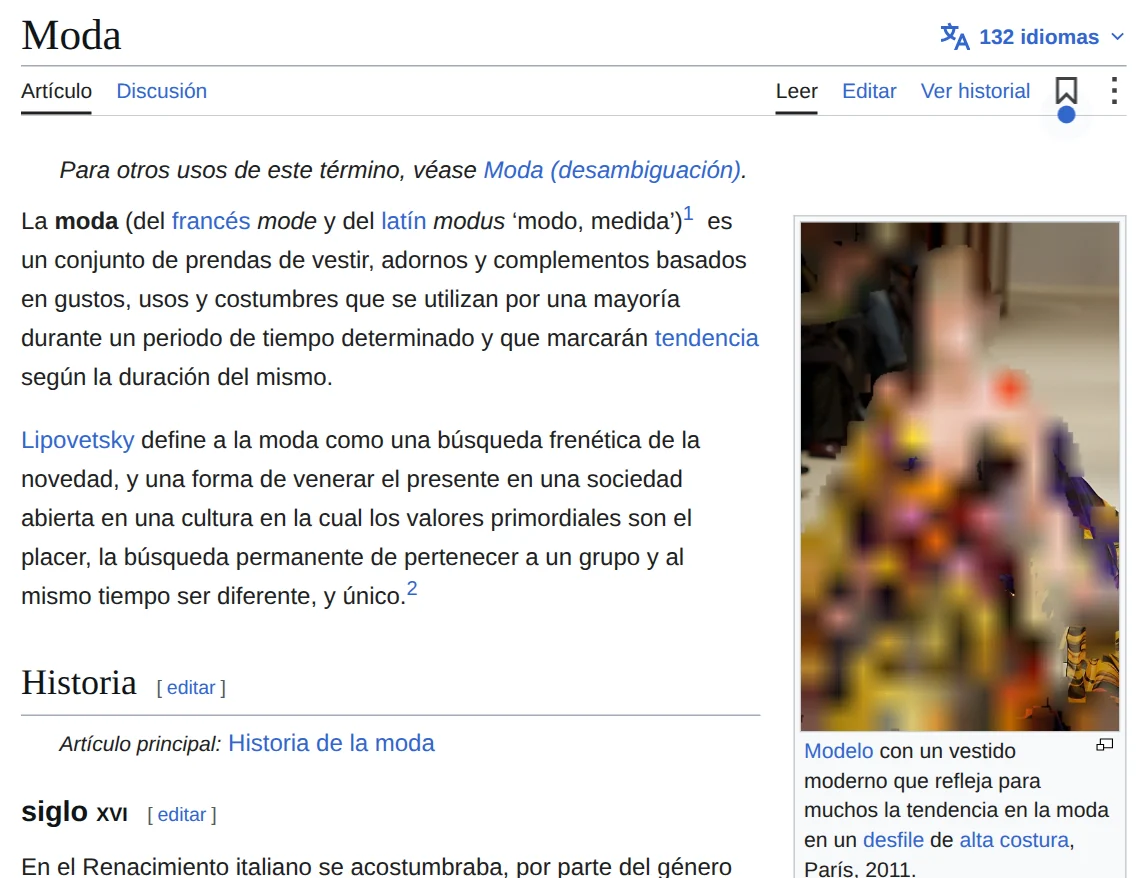 Moda
132 idiomas
Artículo Discusión Leer Editar Ver historial
Para otros usos de este término, véase Moda (desambiguación).
La moda (del francés mode y del latín modus ‘modo, medida’)1 es
un conjunto de prendas de vestir, adornos y complementos basados
en gustos, usos y costumbres que se utilizan por una mayoría
durante un periodo de tiempo determinado y que marcarán tendencia
según la duración del mismo.
Lipovetsky define a la moda como una búsqueda frenética de la
novedad, y una forma de venerar el presente en una sociedad
abierta en una cultura en la cual los valores primordiales son el
placer, la búsqueda permanente de pertenecer a un grupo y al
mismo tiempo ser diferente, y único.2
Historia [ editar ]
Artículo principal: Historia de la moda
siglo XVI [ editar ]
En el Renacimiento italiano se acostumbraba, por parte del género
Modelo con un vestido
moderno que refleja para
muchos la tendencia en la moda
en un desfile de alta costura,
París, 2011.